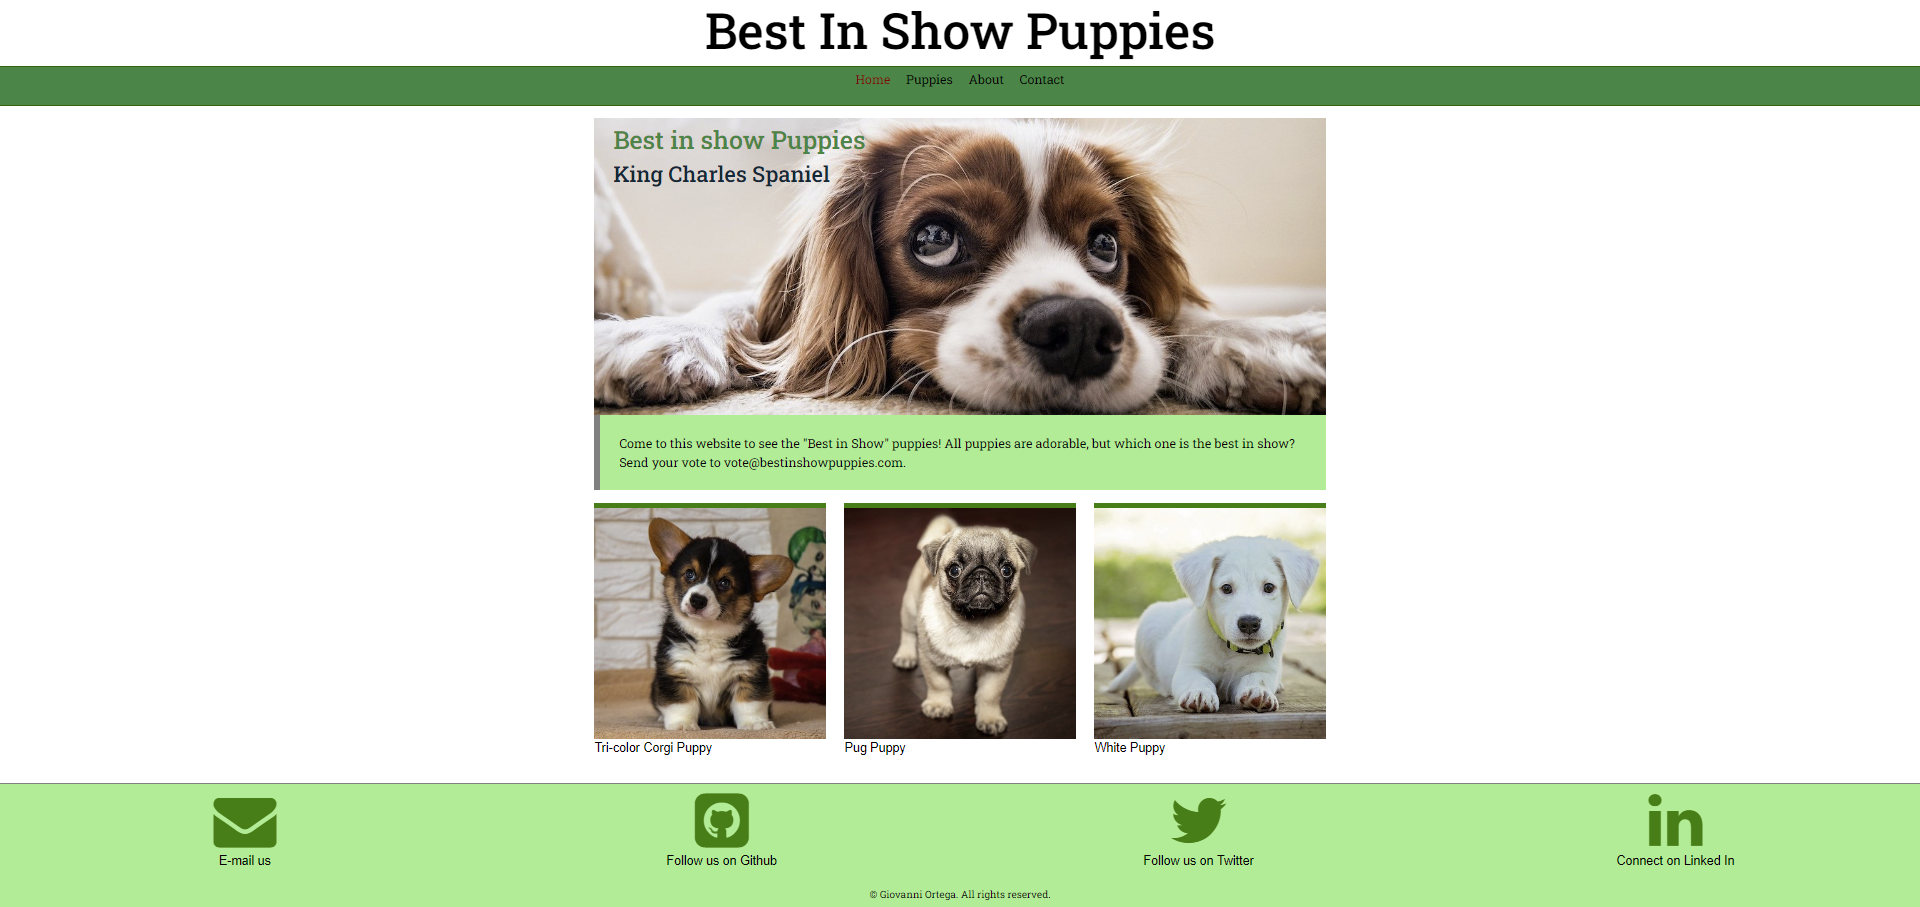 Best In Show Puppies
Home Puppies About Contact
Best in show Puppies
King Charles Spaniel
Come to this website to see the "Best in Show" puppies! All puppies are adorable, but which one is the best in show?
Send your vote to vote@bestinshowpuppies.com.
Tri-color Corgi Puppy
Pug Puppy
White Puppy
E-mail us
Follow us on Github
Follow us on Twitter
in
Connect on Linked In
© Giovanni Ortega. All rights reserved.